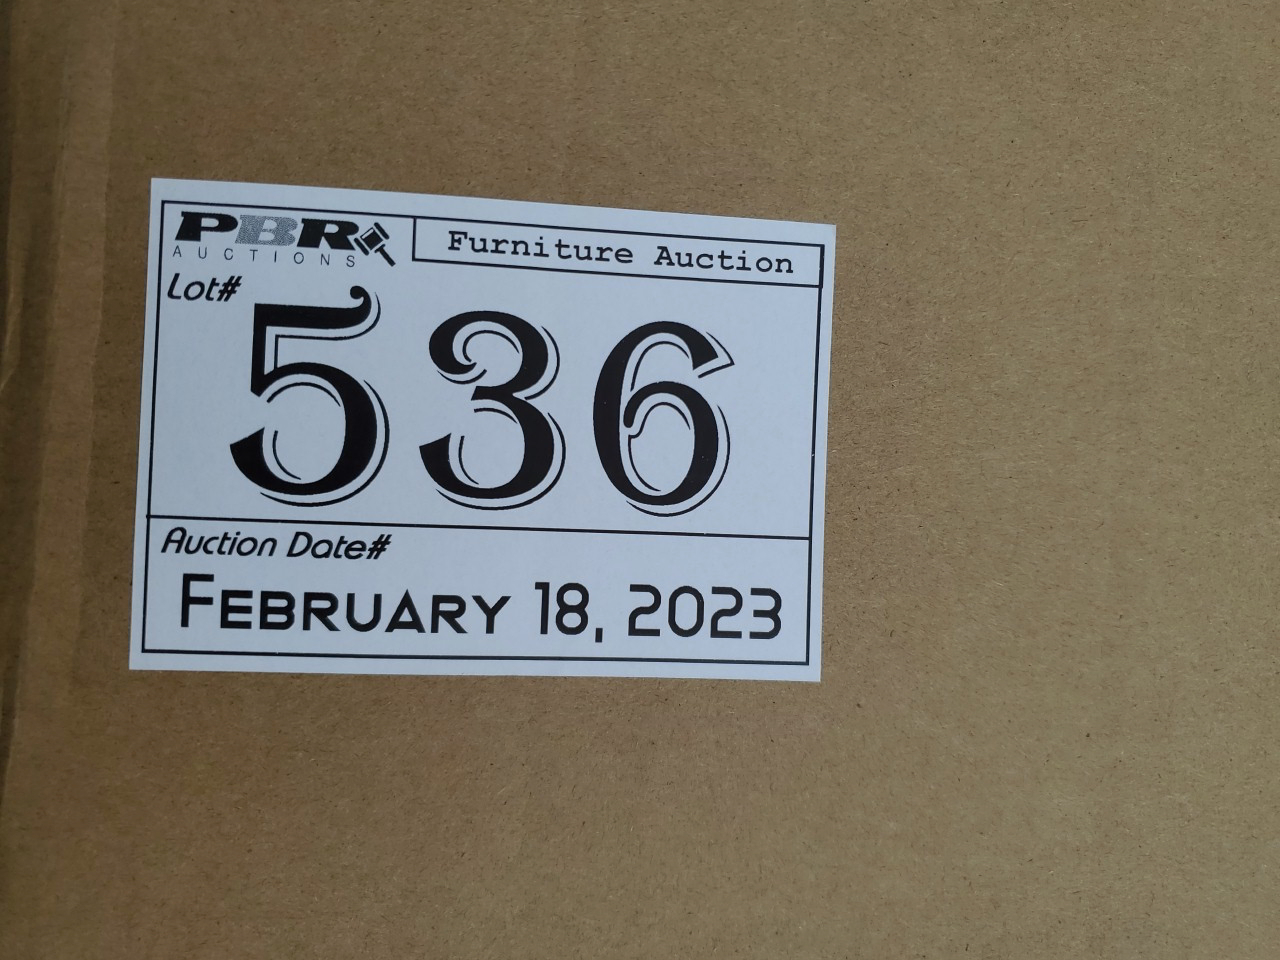 PBR
AUCTIONS
Furniture Auction
Lot#
536
Auction Date#
FEBRUARY 18, 2023